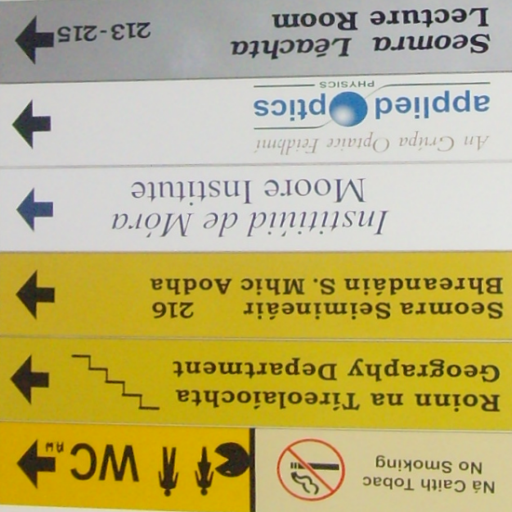 Ná Caith Tobac
No Smoking
WC
Roinn na Tíreolaíochta
Geography Department
Seomra Seimineáir 216
Bhreandáin S. Mhic Aodha
Institiúid de Móra
Moore Institute
An Grúpa Optaice Feidhmí
applied optics
PHYSICS
Seomra Léachta 213-215
Lecture Room